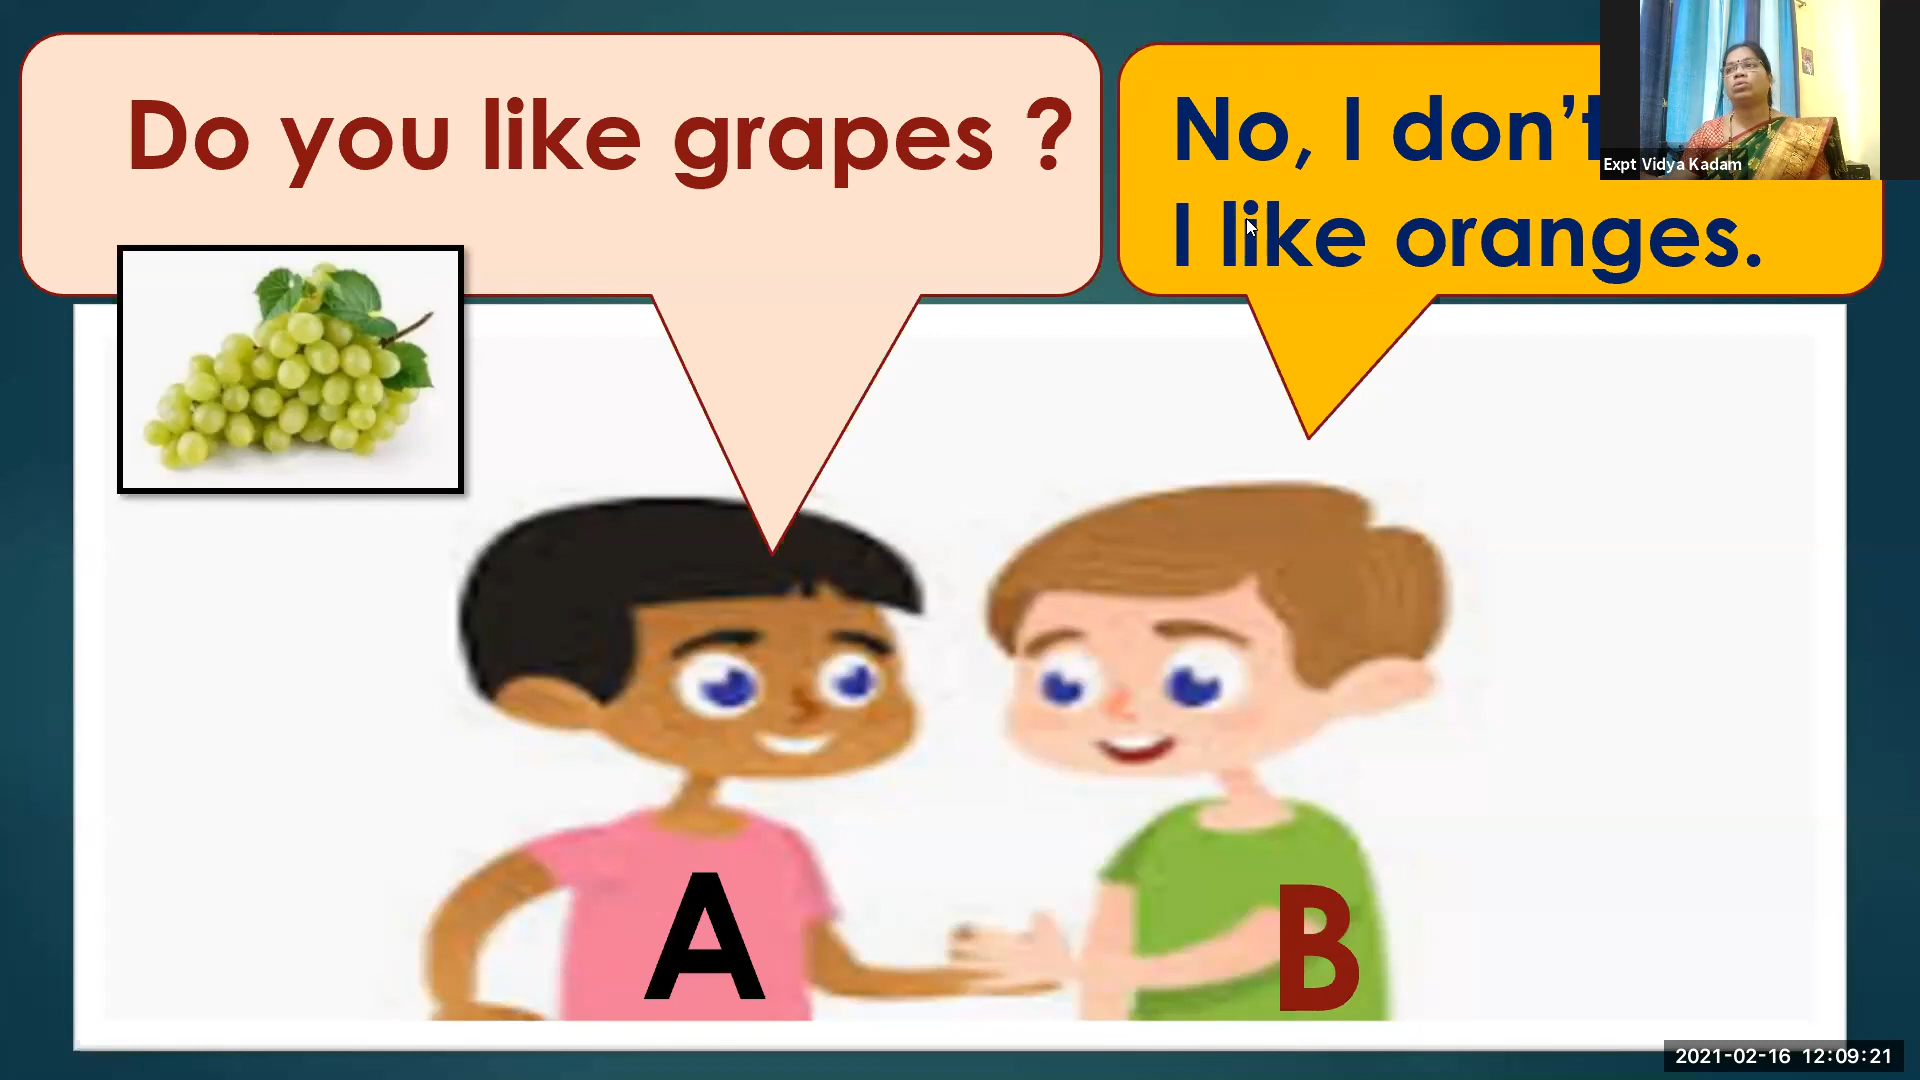 Do you like grapes ?
No, I don't
I like oranges.
Expt Vidya Kadam
A
B
2021-02-16 12:09:21